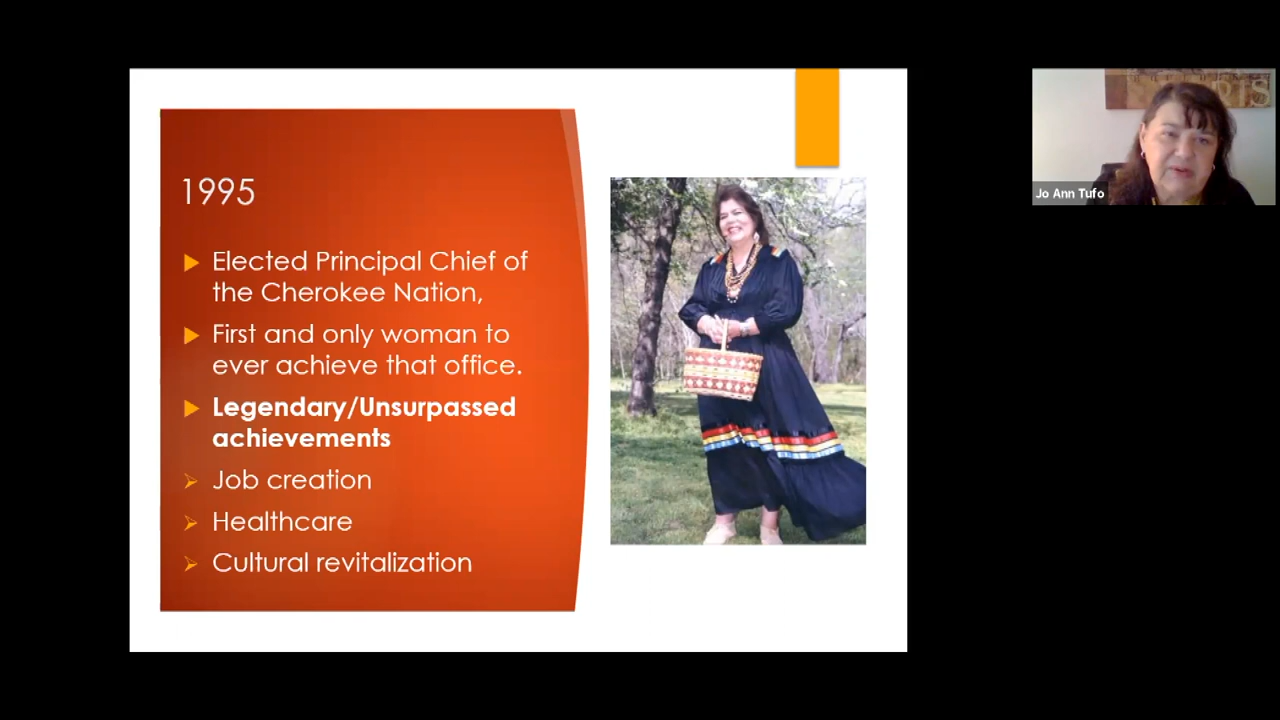 1995
Elected Principal Chief of
the Cherokee Nation,
First and only woman to
ever achieve that office.
Legendary/Unsurpassed
achievements
Job creation
Healthcare
Cultural revitalization
Jo Ann Tufo